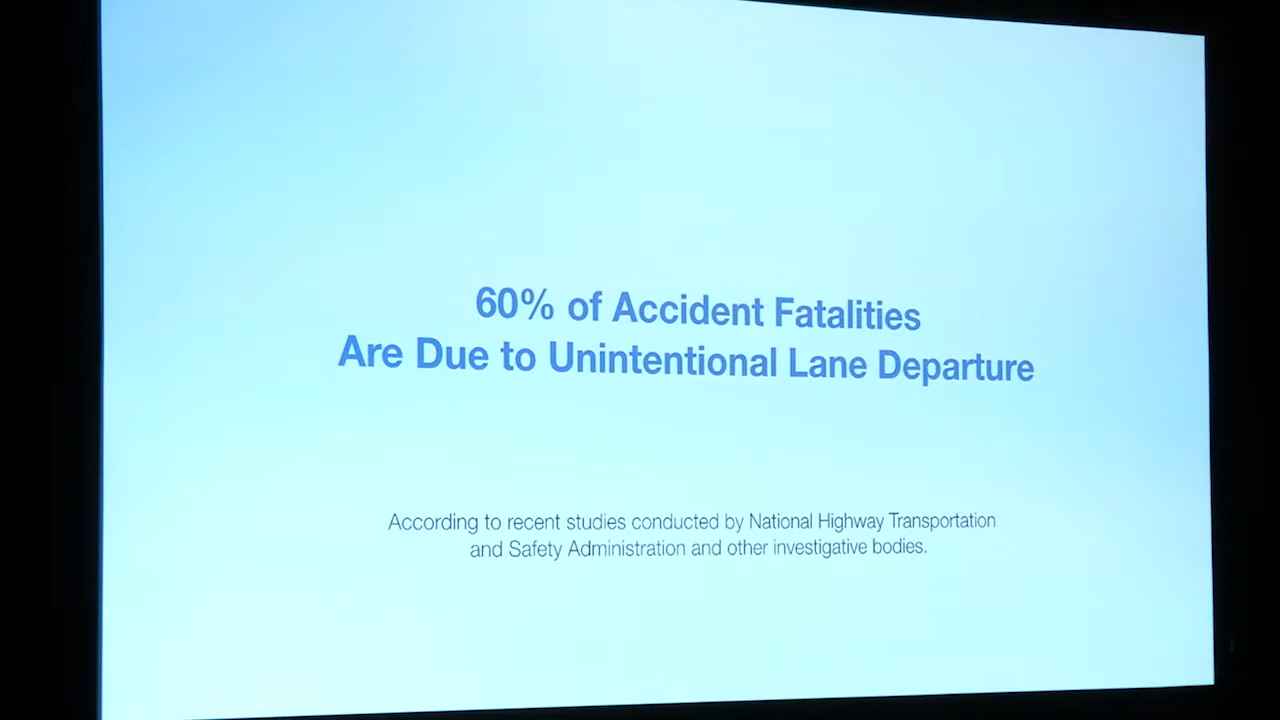 60% of Accident Fatalities
Are Due to Unintentional Lane Departure
According to recent studies conducted by National Highway Transportation
and Safety Administration and other investigative bodies.